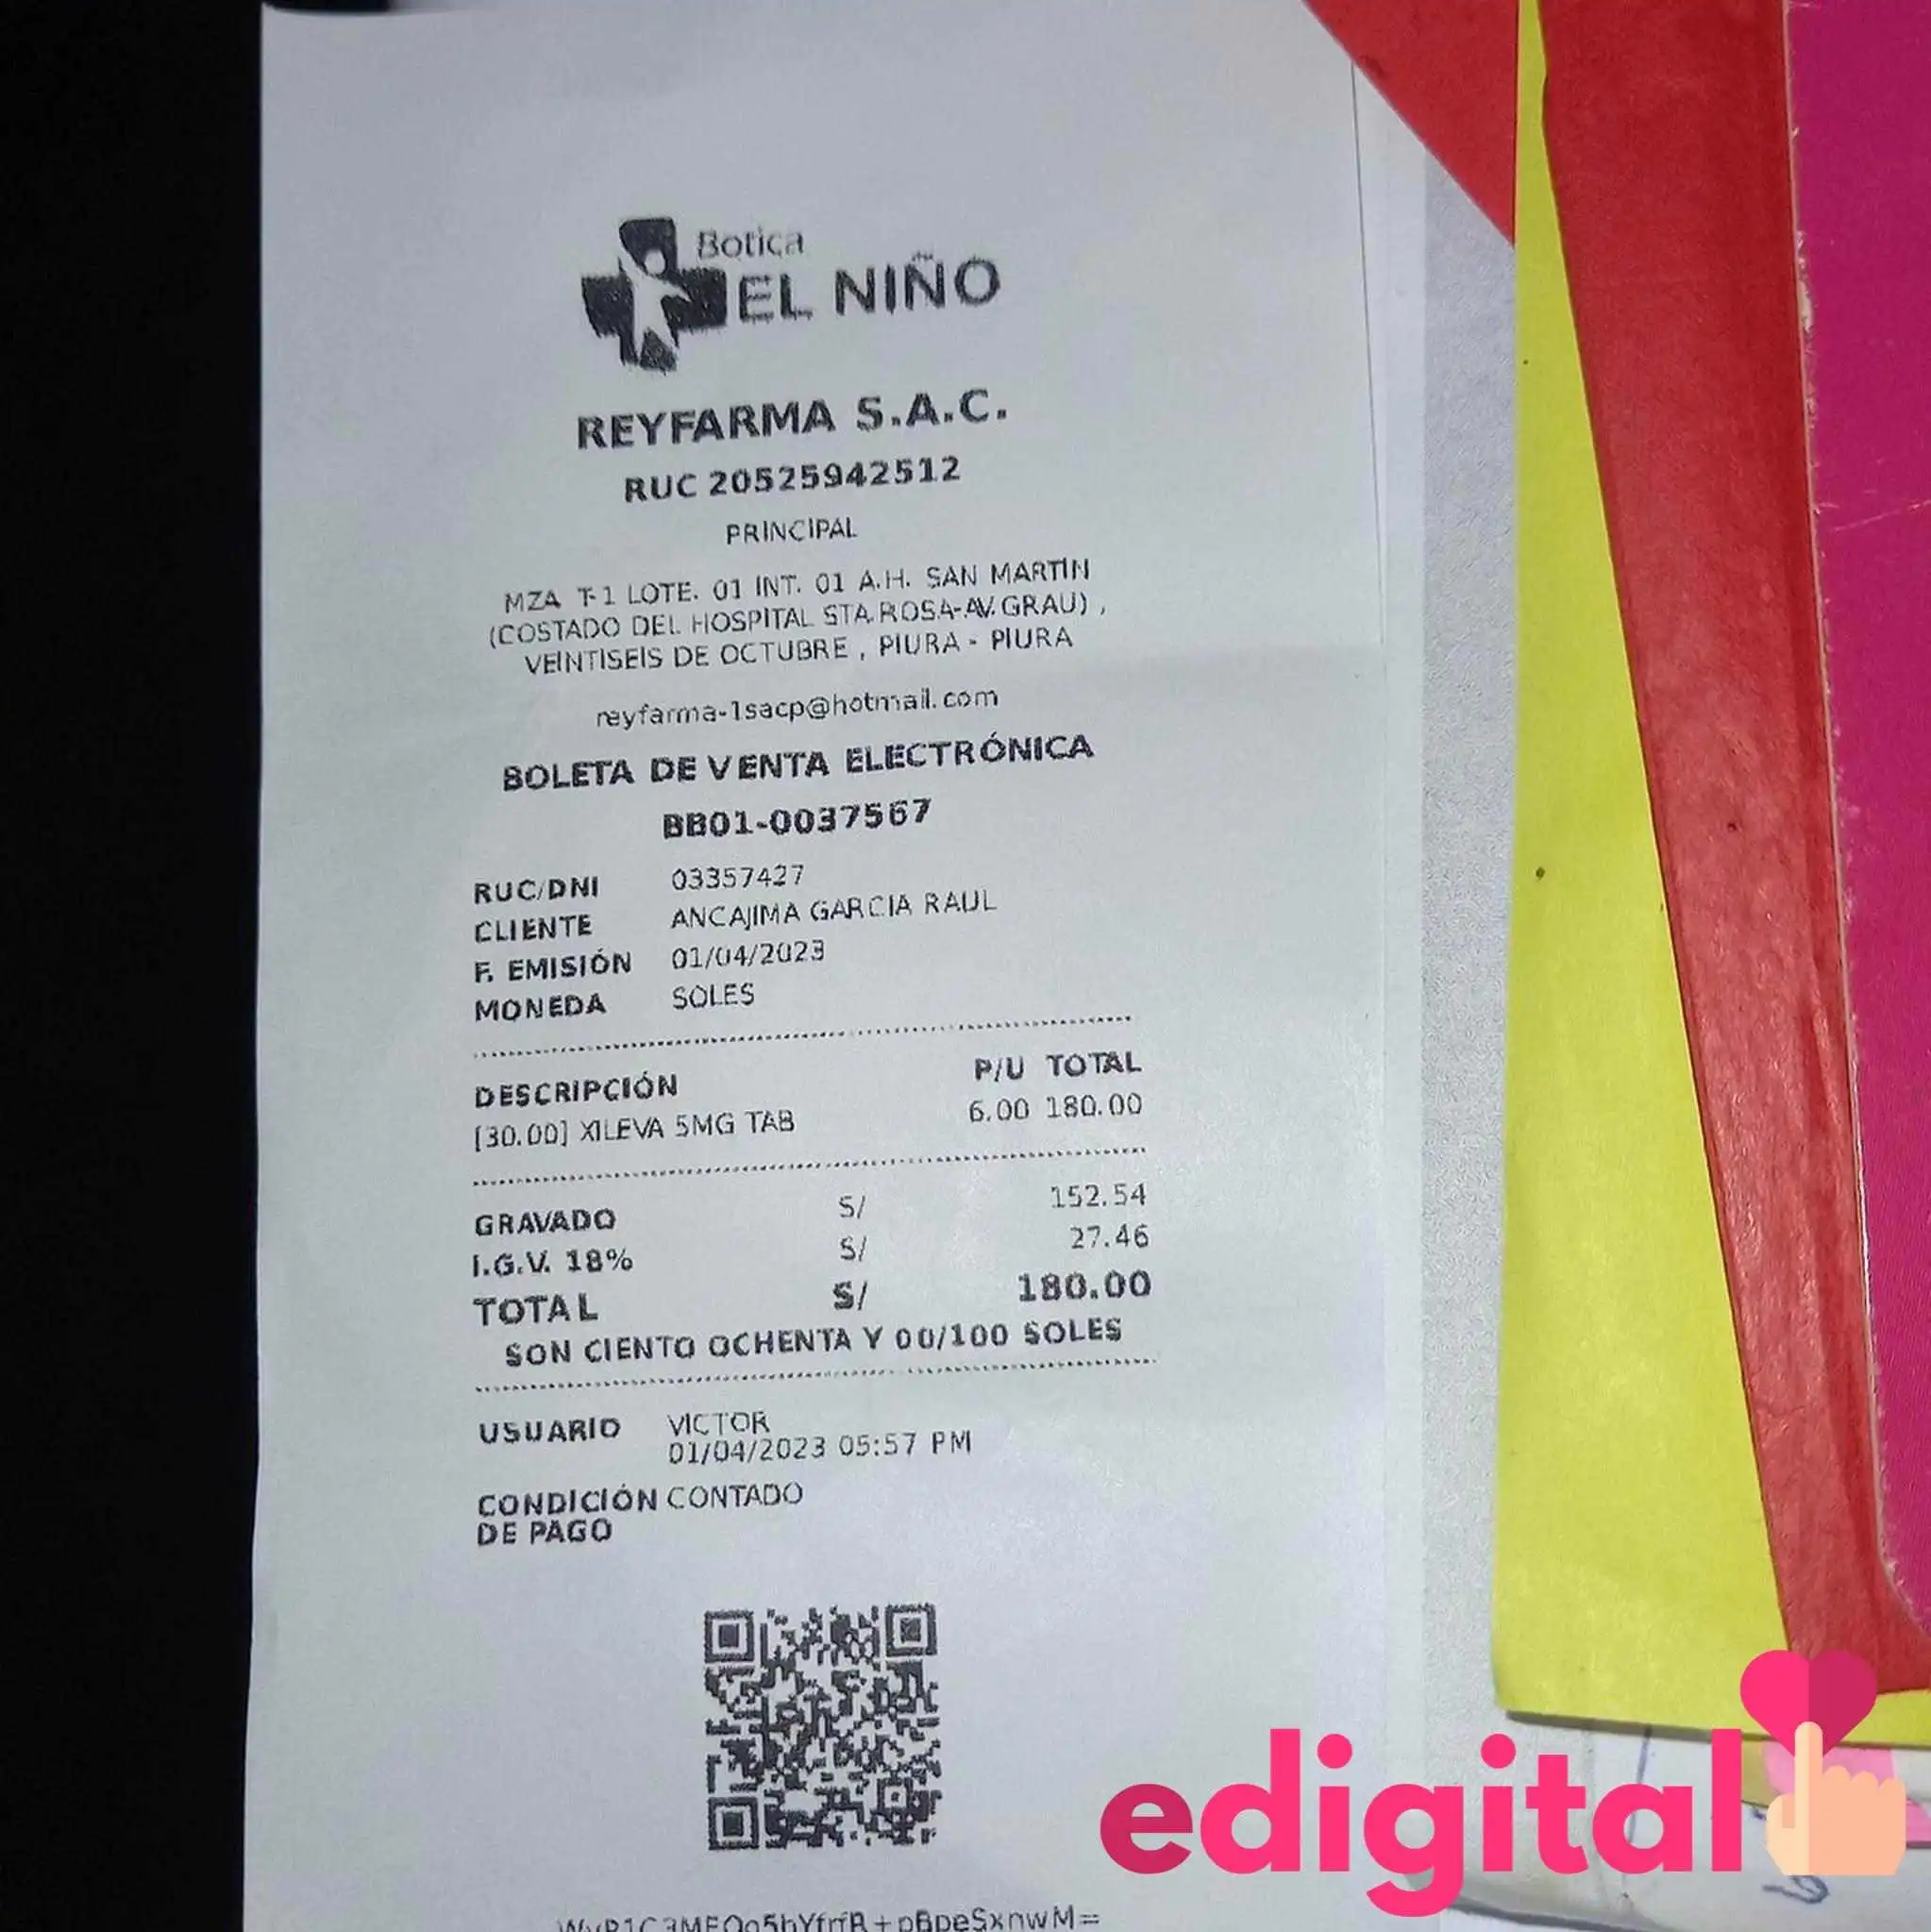 Botica
EL NIÑO
REYFARMA S.A.C.
RUC 20525942512
PRINCIPAL
MZA T-1 LOTE. 01 INT. 01 A.H. SAN MARTÍN
(COSTADO DEL HOSPITAL STA.ROSA-AV.GRAU) ,
VEINTISEIS DE OCTUBRE , PIURA - PIURA
reyfarma-1sacp@hotmail.com
BOLETA DE VENTA ELECTRÓNICA
BB01-0037567
RUC/DNI 03357427
CLIENTE ANCAJIMA GARCIA RAUL
F. EMISIÓN 01/04/2023
MONEDA SOLES
DESCRIPCIÓN P/U TOTAL
[30.00] XILEVA 5MG TAB 6.00 180.00
GRAVADO S/ 152.54
I.G.V. 18% S/ 27.46
TOTAL S/ 180.00
SON CIENTO OCHENTA Y 00/100 SOLES
USUARIO VICTOR
01/04/2023 05:57 PM
CONDICIÓN CONTADO
DE PAGO
edigital